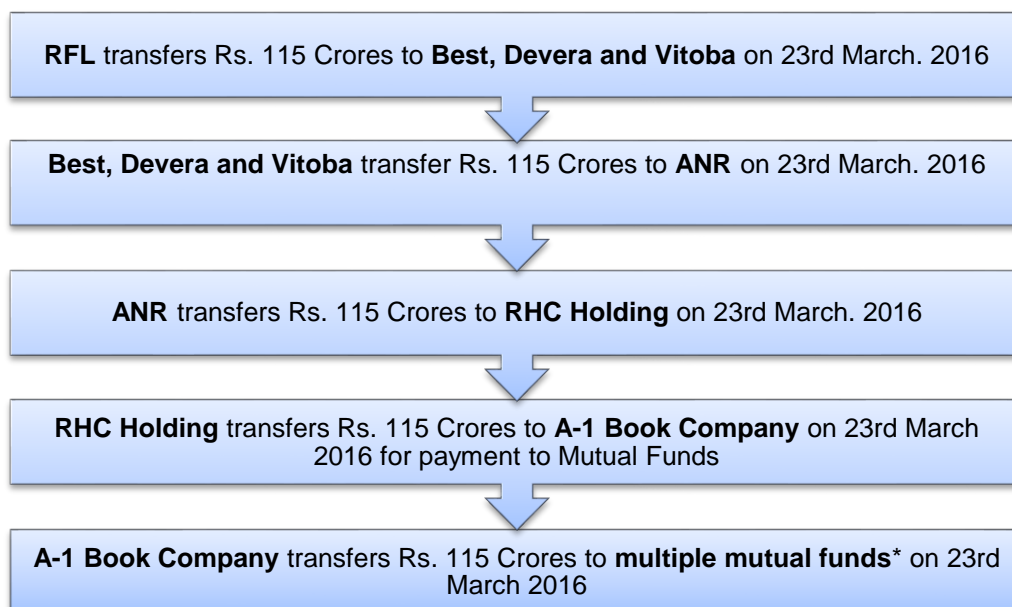 RFL transfers Rs. 115 Crores to Best, Devera and Vitoba on 23rd March. 2016
Best, Devera and Vitoba transfer Rs. 115 Crores to ANR on 23rd March. 2016
ANR transfers Rs. 115 Crores to RHC Holding on 23rd March. 2016
RHC Holding transfers Rs. 115 Crores to A-1 Book Company on 23rd March
2016 for payment to Mutual Funds
A-1 Book Company transfers Rs. 115 Crores to multiple mutual funds* on 23rd
March 2016